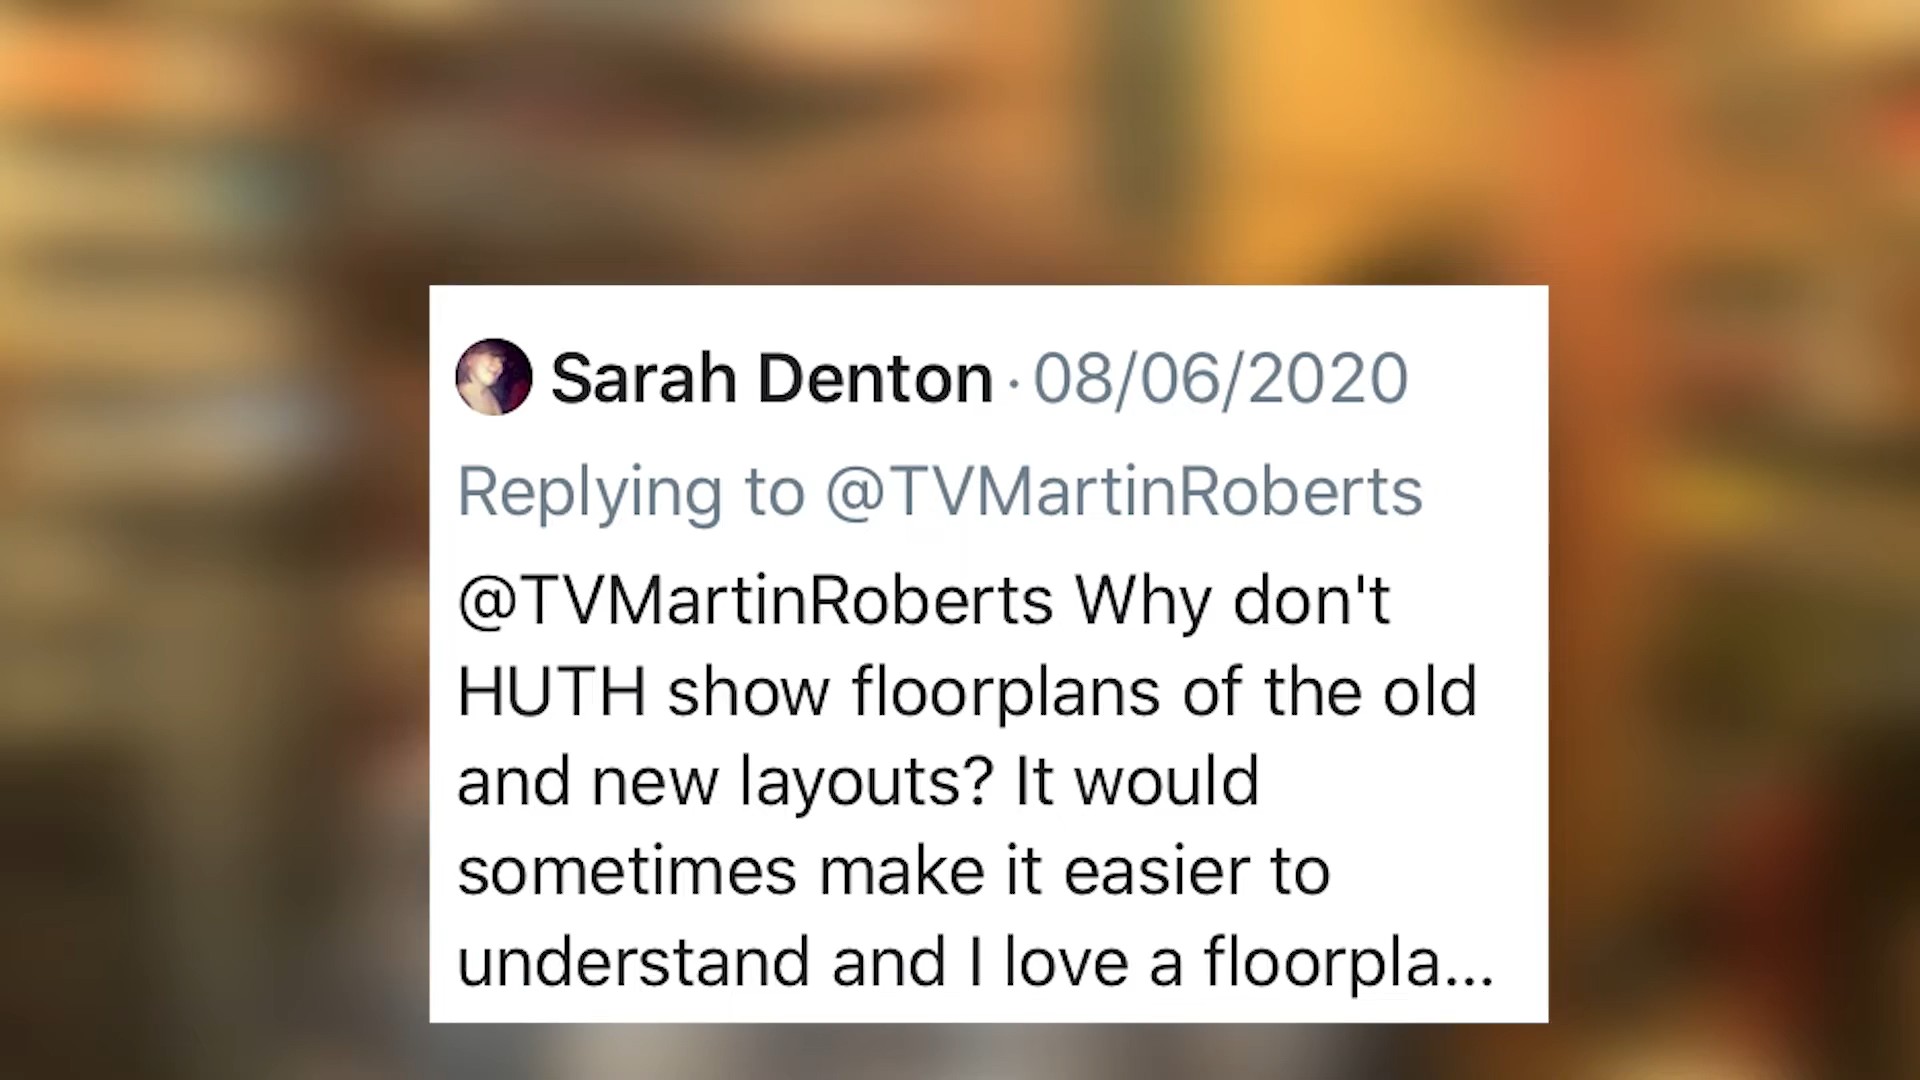 Sarah Denton · 08/06/2020
Replying to @TVMartinRoberts
@TVMartinRoberts Why don't
HUTH show floorplans of the old
and new layouts? It would
sometimes make it easier to
understand and I love a floorpla...